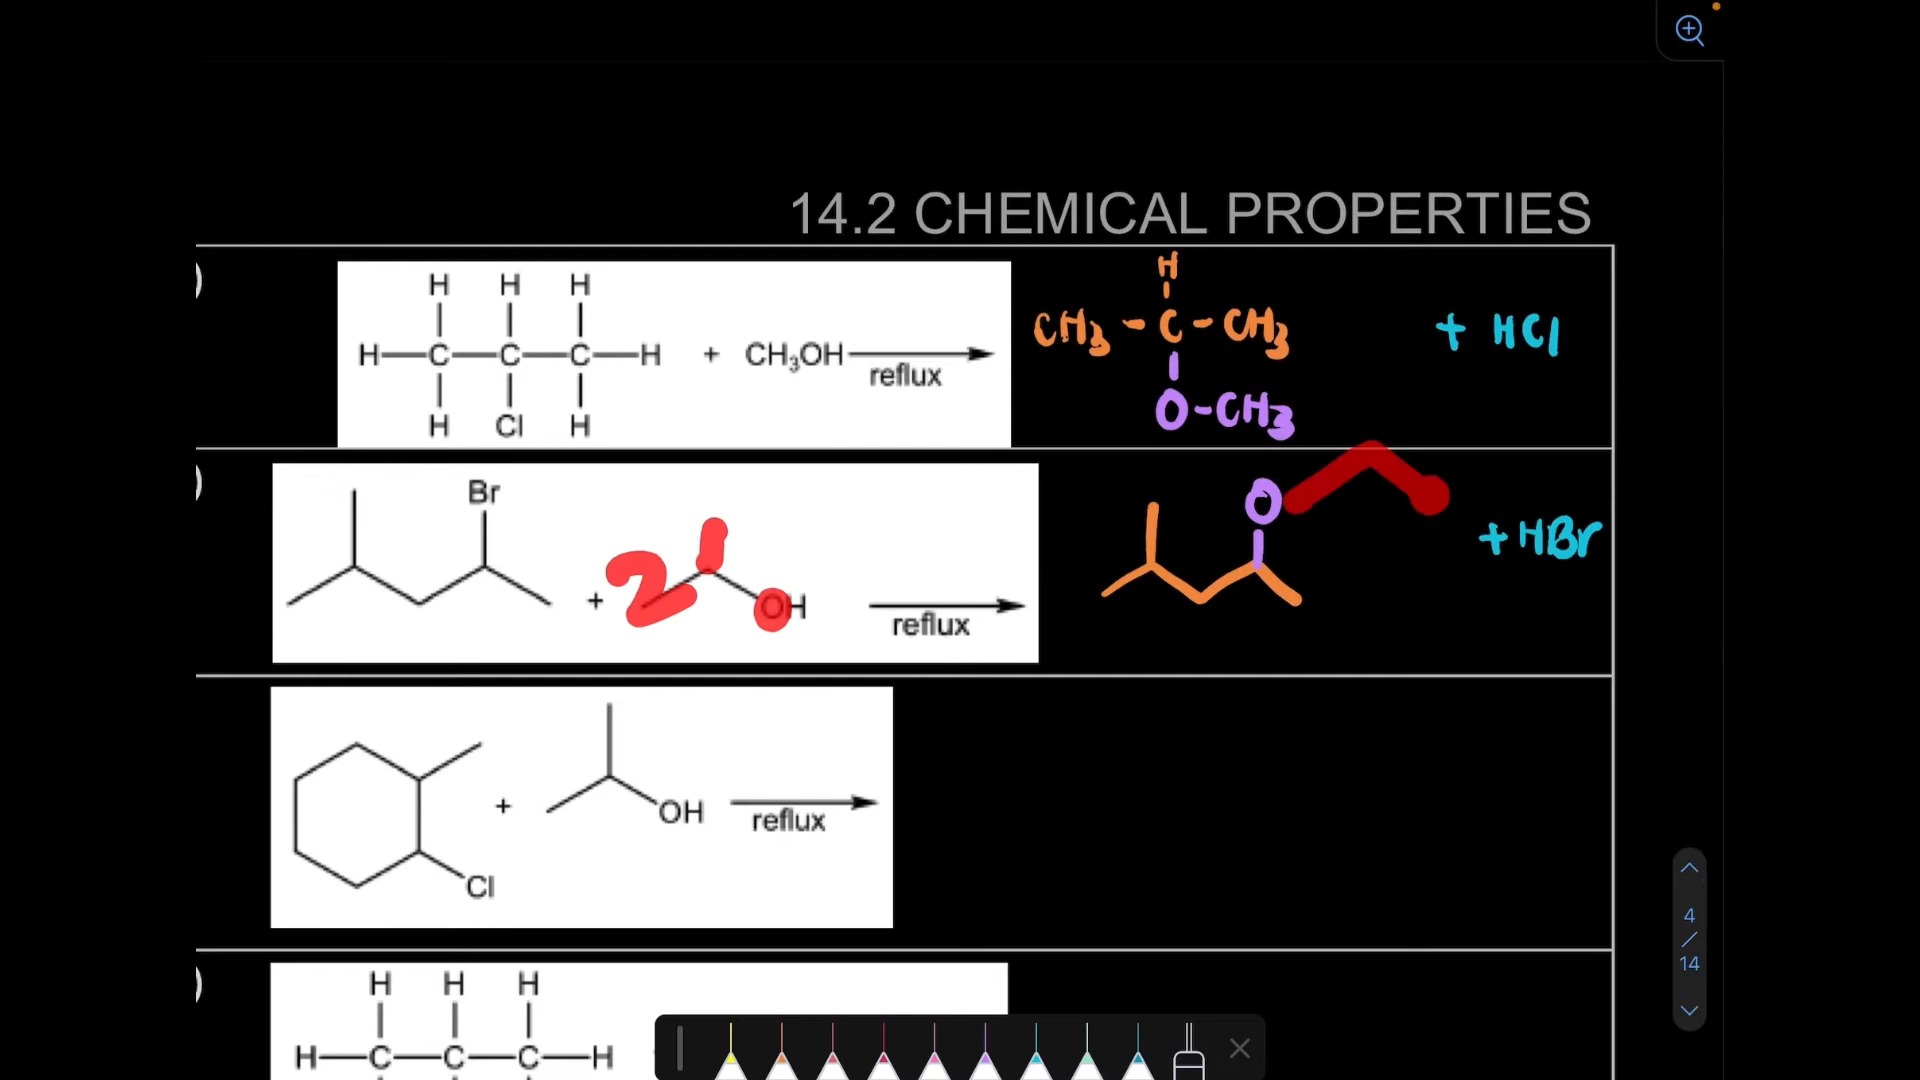 14.2 CHEMICAL PROPERTIES
)
H H H
H C C C H + CH₃OH reflux
H Cl H
H
CH₃ - C - CH₃ + HCl
O - CH₃
)
Br
+ OH reflux
2 1
O + HBr
+ OH reflux
Cl
)
H H H
H C C C H
4
/
14